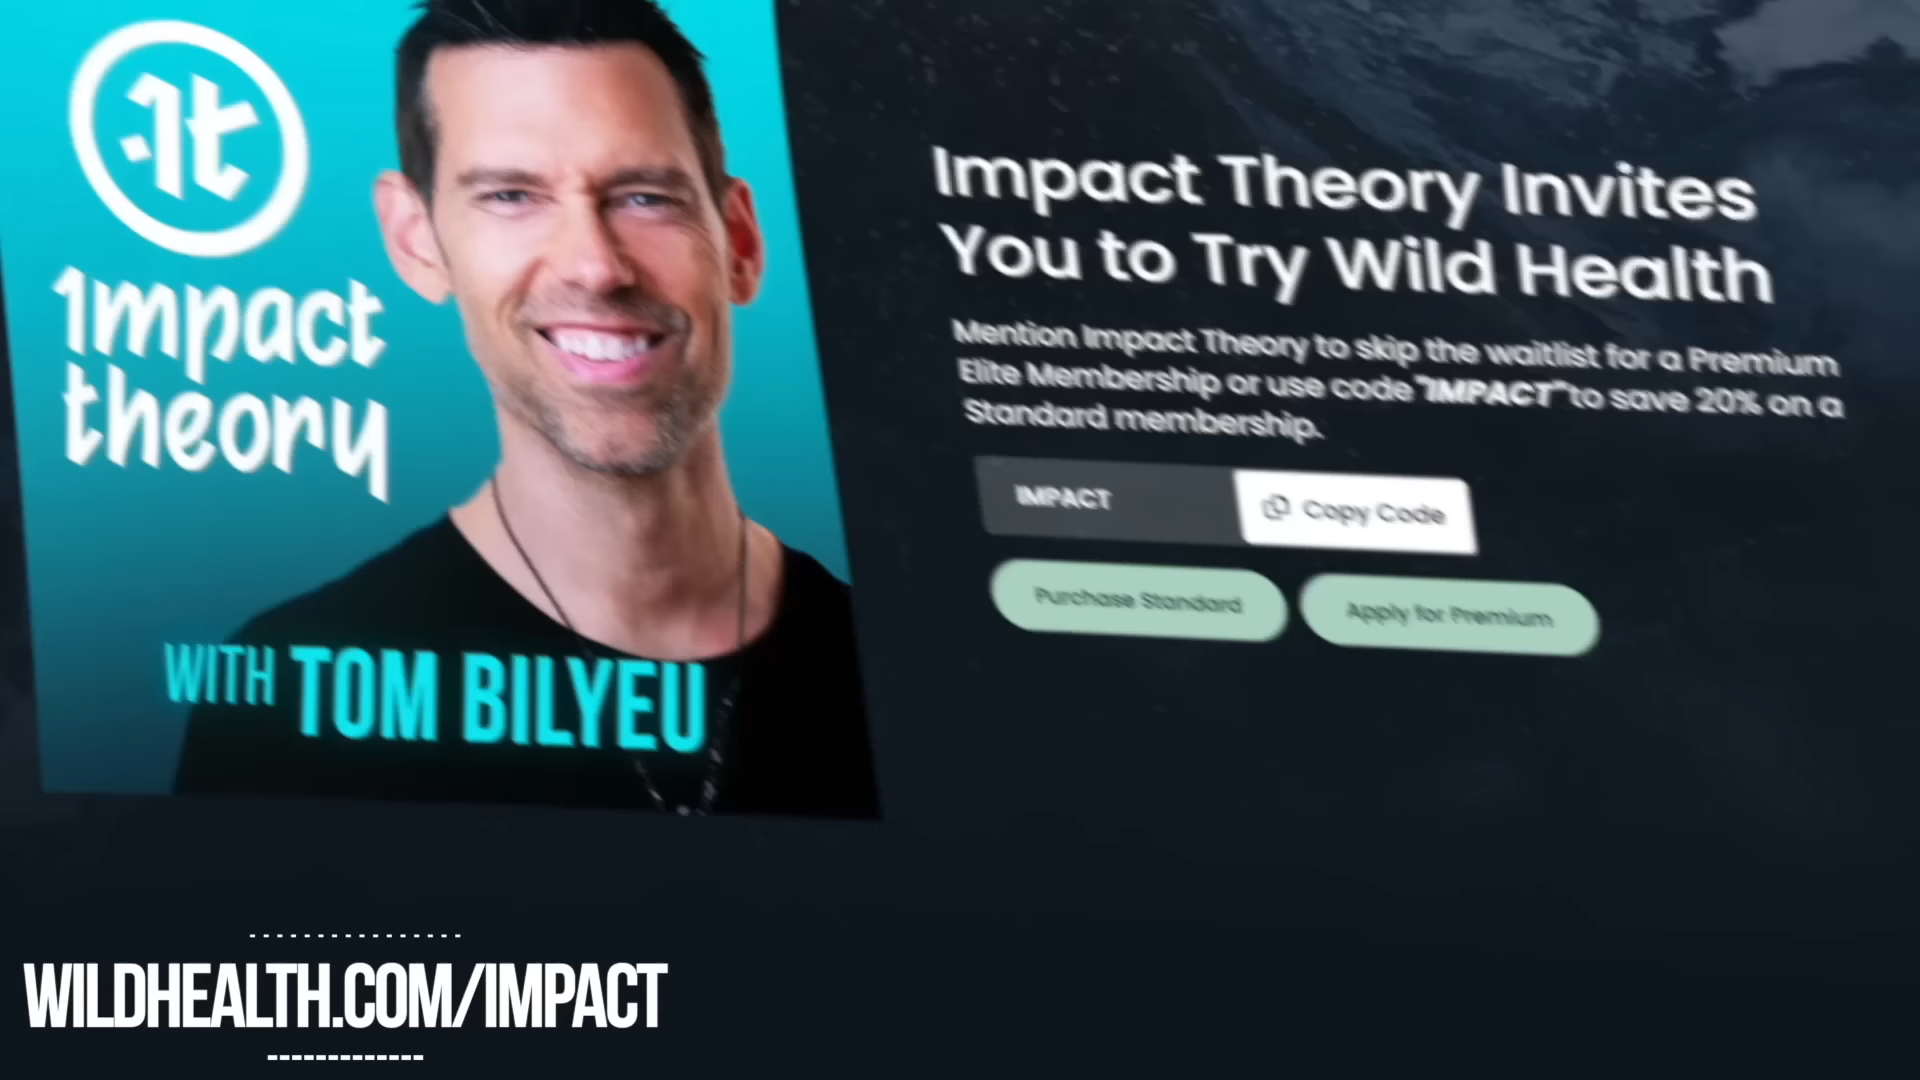 it
impact
theory
WITH TOM BILYEU
Impact Theory Invites
You to Try Wild Health
Mention Impact Theory to skip the waitlist for a Premium
Elite Membership or use code "IMPACT" to save 20% on a
Standard membership.
IMPACT
Copy Code
Purchase Standard
Apply for Premium
WILDHEALTH.COM/IMPACT